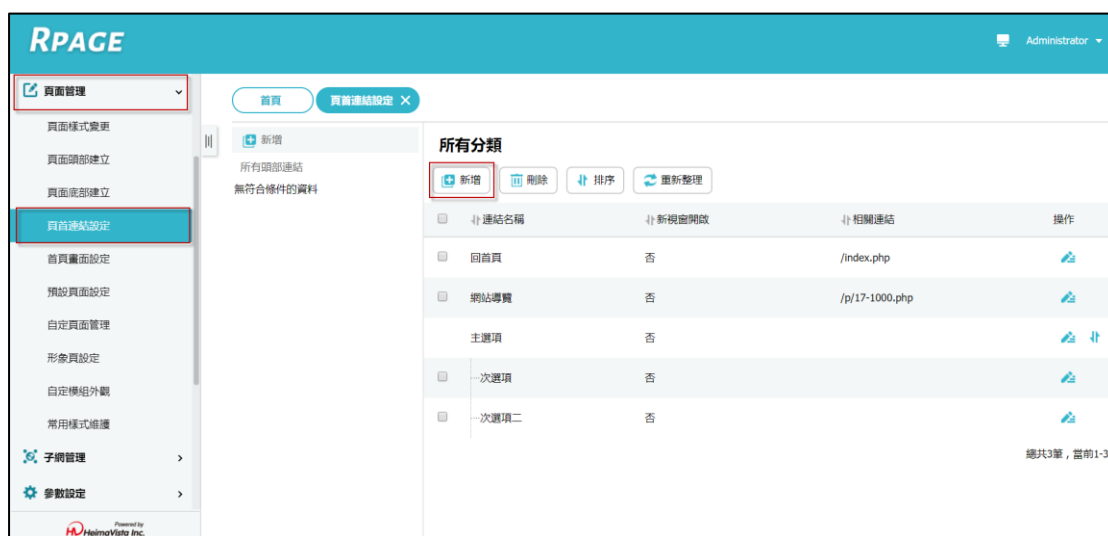 RPAGE
Administrator
頁面管理
頁面樣式變更
頁面頭部建立
頁面底部建立
頁首連結設定
首頁畫面設定
預設頁面設定
自定頁面管理
形象頁設定
自定模組外觀
常用樣式維護
子網管理
參數設定
Powered by
HeimaVista Inc.
首頁 頁首連結設定
新增
所有頭部連結
無符合條件的資料
所有分類
新增 刪除 排序 重新整理
連結名稱 新視窗開啟 相關連結 操作
回首頁 否 /index.php
網站導覽 否 /p/17-1000.php
主選項 否
次選項 否
次選項二 否
總共3筆，當前1-3